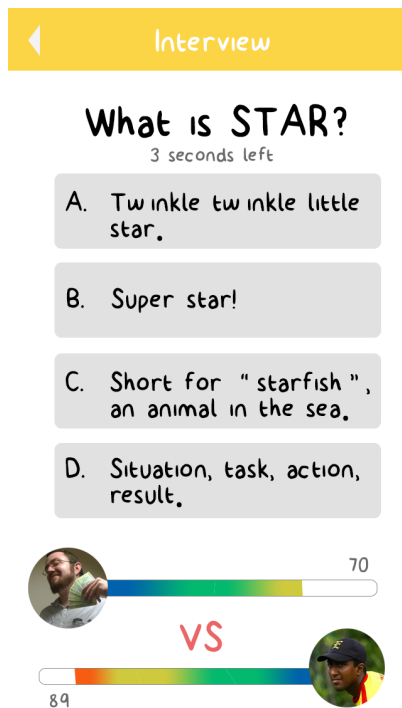 Interview
What is STAR?
3 seconds left
A. Twinkle twinkle little
star.
B. Super star!
C. Short for "starfish",
an animal in the sea.
D. Situation, task, action,
result.
70
VS
89